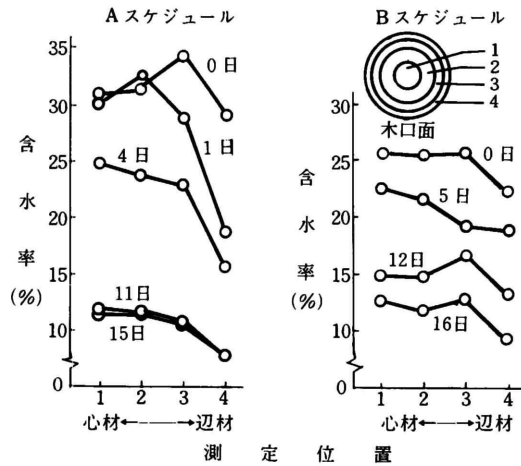 Aスケジュール
35
30
25
20
15
10
0
含水率(%)
0日
1日
4日
11日
15日
1 2 3 4
心材←-→辺材
Bスケジュール
1
2
3
4
木口面
30
25
20
15
10
0
含水率(%)
0日
5日
12日
16日
1 2 3 4
心材←-→辺材
測定位置